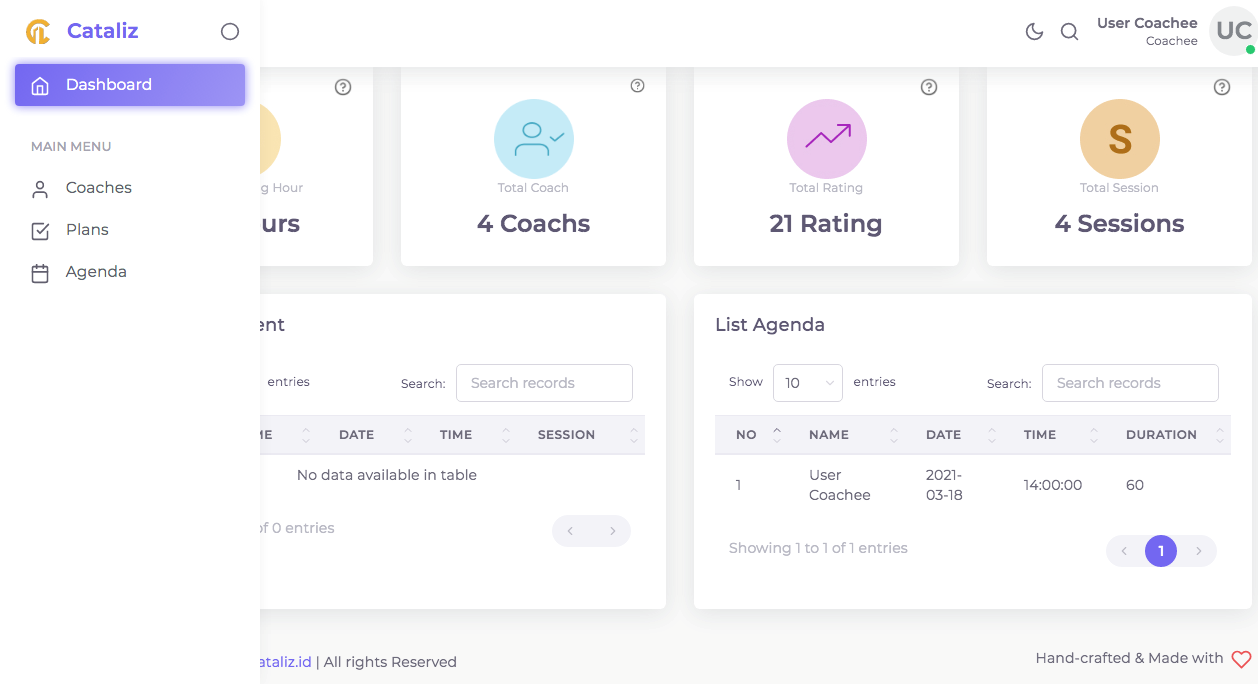 Cataliz
User Coachee
Coachee
UC
Dashboard
MAIN MENU
Coaches
Plans
Agenda
g Hour
urs
Total Coach
4 Coachs
Total Rating
21 Rating
S
Total Session
4 Sessions
ent
entries
Search: Search records
ME DATE TIME SESSION
No data available in table
of 0 entries
List Agenda
Show 10 entries
Search: Search records
NO NAME DATE TIME DURATION
1 User Coachee 2021-03-18 14:00:00 60
Showing 1 to 1 of 1 entries
1
ataliz.id | All rights Reserved
Hand-crafted & Made with